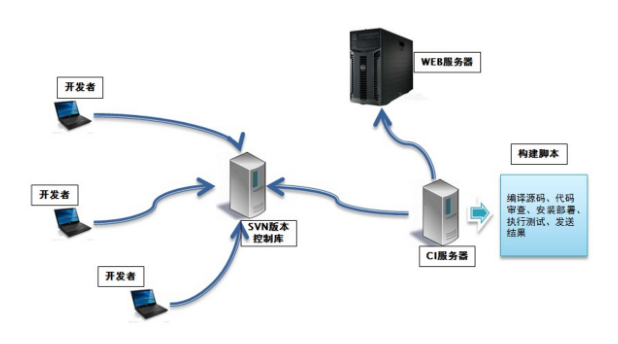 开发者
WEB服务器
构建脚本
开发者
编译源码、代码
审查、安装部署、
执行测试、发送
结果
SVN版本
控制库
CI服务器
开发者